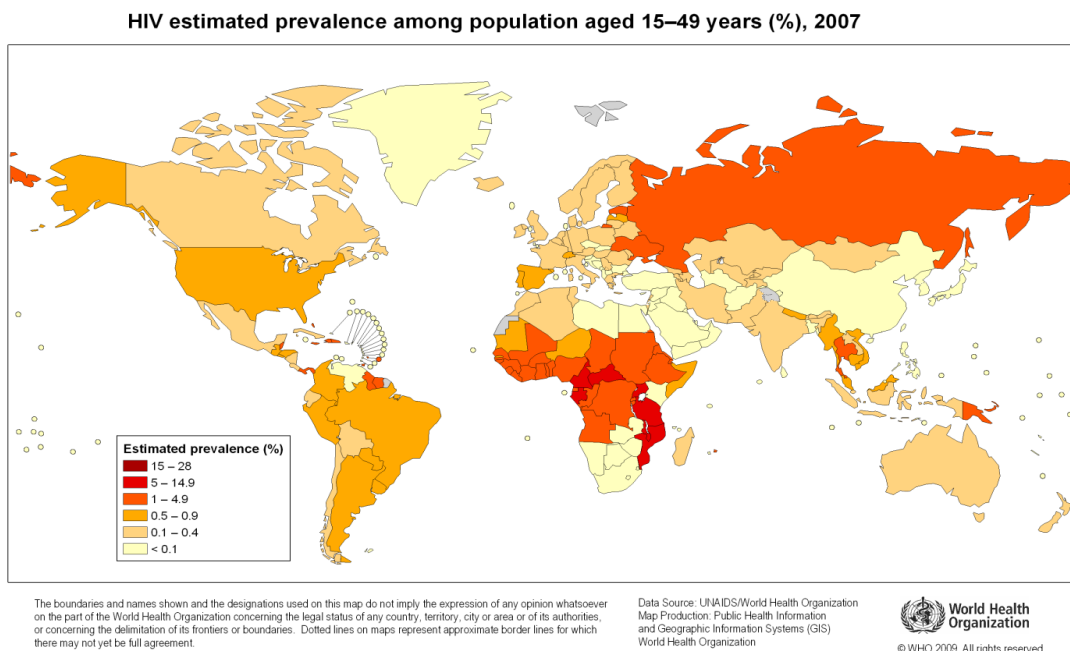 HIV estimated prevalence among population aged 15–49 years (%), 2007
Estimated prevalence (%)
15 – 28
5 – 14.9
1 – 4.9
0.5 – 0.9
0.1 – 0.4
< 0.1
The boundaries and names shown and the designations used on this map do not imply the expression of any opinion whatsoever
on the part of the World Health Organization concerning the legal status of any country, territory, city or area or of its authorities,
or concerning the delimitation of its frontiers or boundaries. Dotted lines on maps represent approximate border lines for which
there may not yet be full agreement.
Data Source: UNAIDS/World Health Organization
Map Production: Public Health Information
and Geographic Information Systems (GIS)
World Health Organization
World Health
Organization
© WHO 2009. All rights reserved